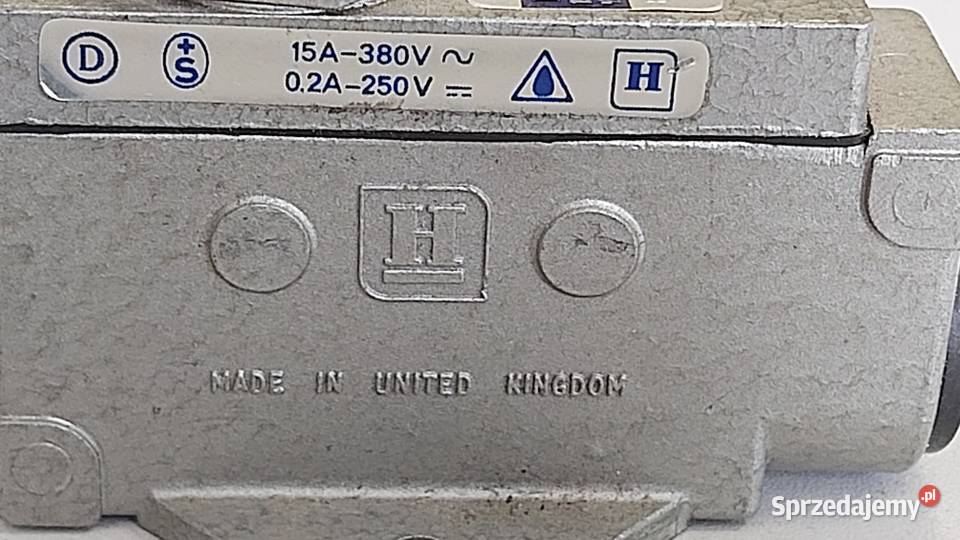 D +S 15A–380V ~ H
0.2A–250V ⎓
H
MADE IN UNITED KINGDOM
Sprzedajemy.pl